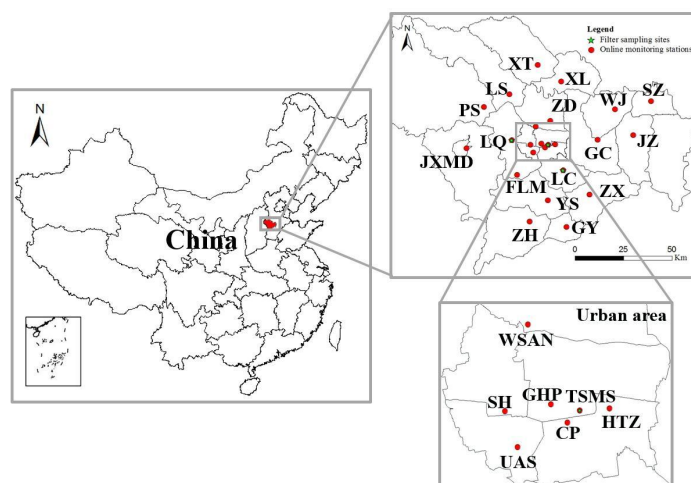 N
China
N
Legend
Filter sampling sites
Online monitoring stations
XT
XL
LS
ZD
WJ
SZ
PS
LQ
JXMD
GC
JZ
FLM
LC
ZX
YS
ZH
GY
0 25 50
Km
Urban area
WSAN
SH
GHP
TSMS
HTZ
CP
UAS